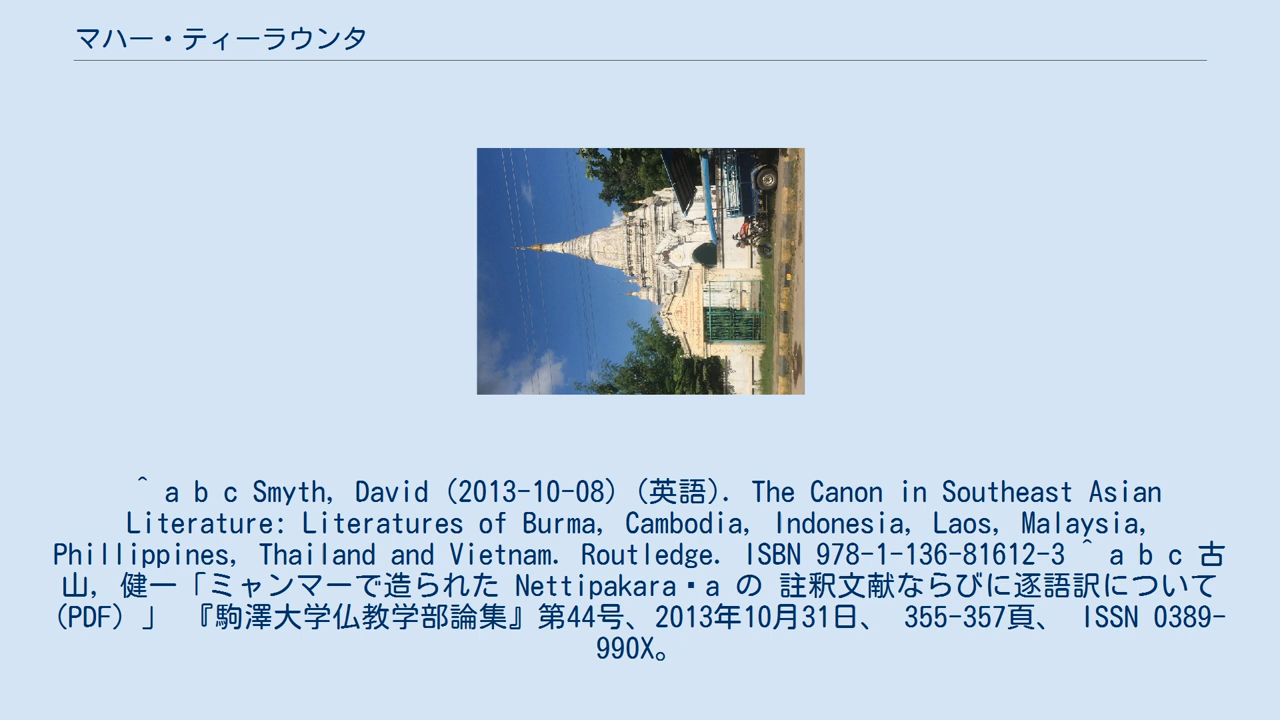 マハー・ティーラウンタ
^ a b c Smyth, David (2013-10-08) (英語). The Canon in Southeast Asian
Literature: Literatures of Burma, Cambodia, Indonesia, Laos, Malaysia,
Phillippines, Thailand and Vietnam. Routledge. ISBN 978-1-136-81612-3 ^ a b c 古
山, 健一「ミャンマーで造られた Nettipakara▪a の 註釈文献ならびに逐語訳について
(PDF) 」 『駒澤大学仏教学部論集』第44号、2013年10月31日、 355-357頁、 ISSN 0389-
990X。